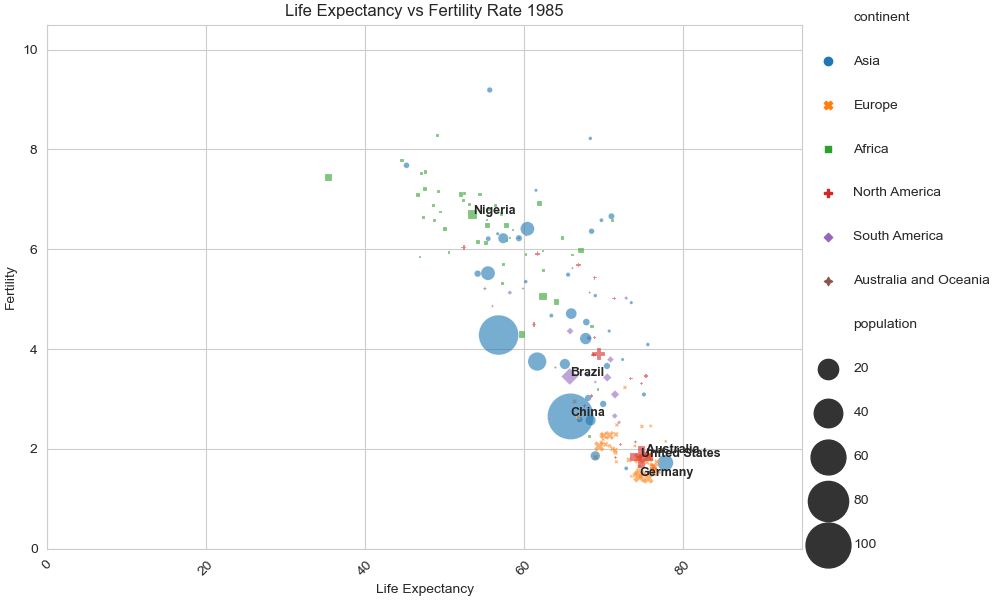 Life Expectancy vs Fertility Rate 1985
continent
Asia
Europe
Africa
North America
South America
Australia and Oceania
population
20
40
60
80
100
Fertility
10
8
6
4
2
0
Nigeria
Brazil
China
Australia
United States
Germany
0
20
40
60
80
Life Expectancy